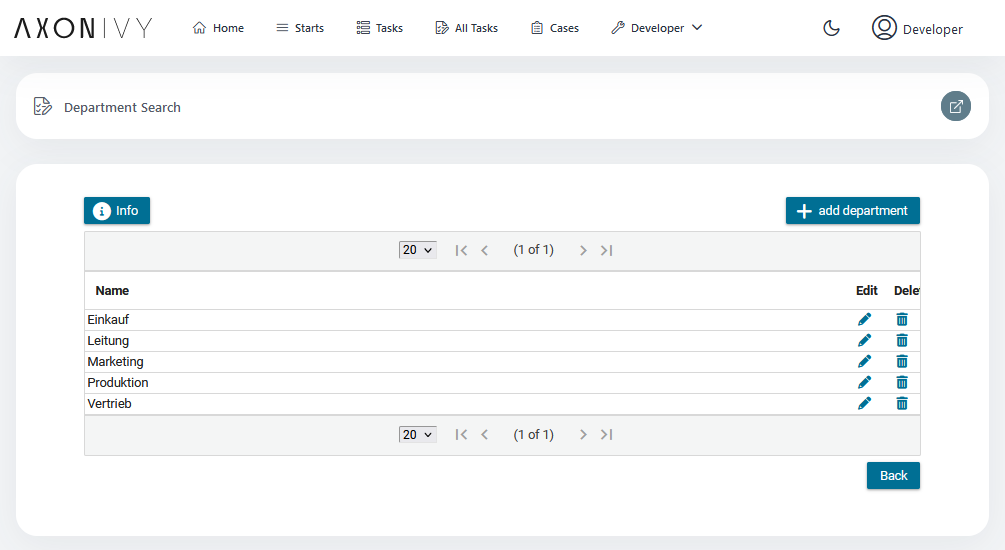 AXONIVY Home Starts Tasks All Tasks Cases Developer Developer
Department Search
Info add department
20 (1 of 1)
Name Edit Dele
Einkauf
Leitung
Marketing
Produktion
Vertrieb
20 (1 of 1)
Back